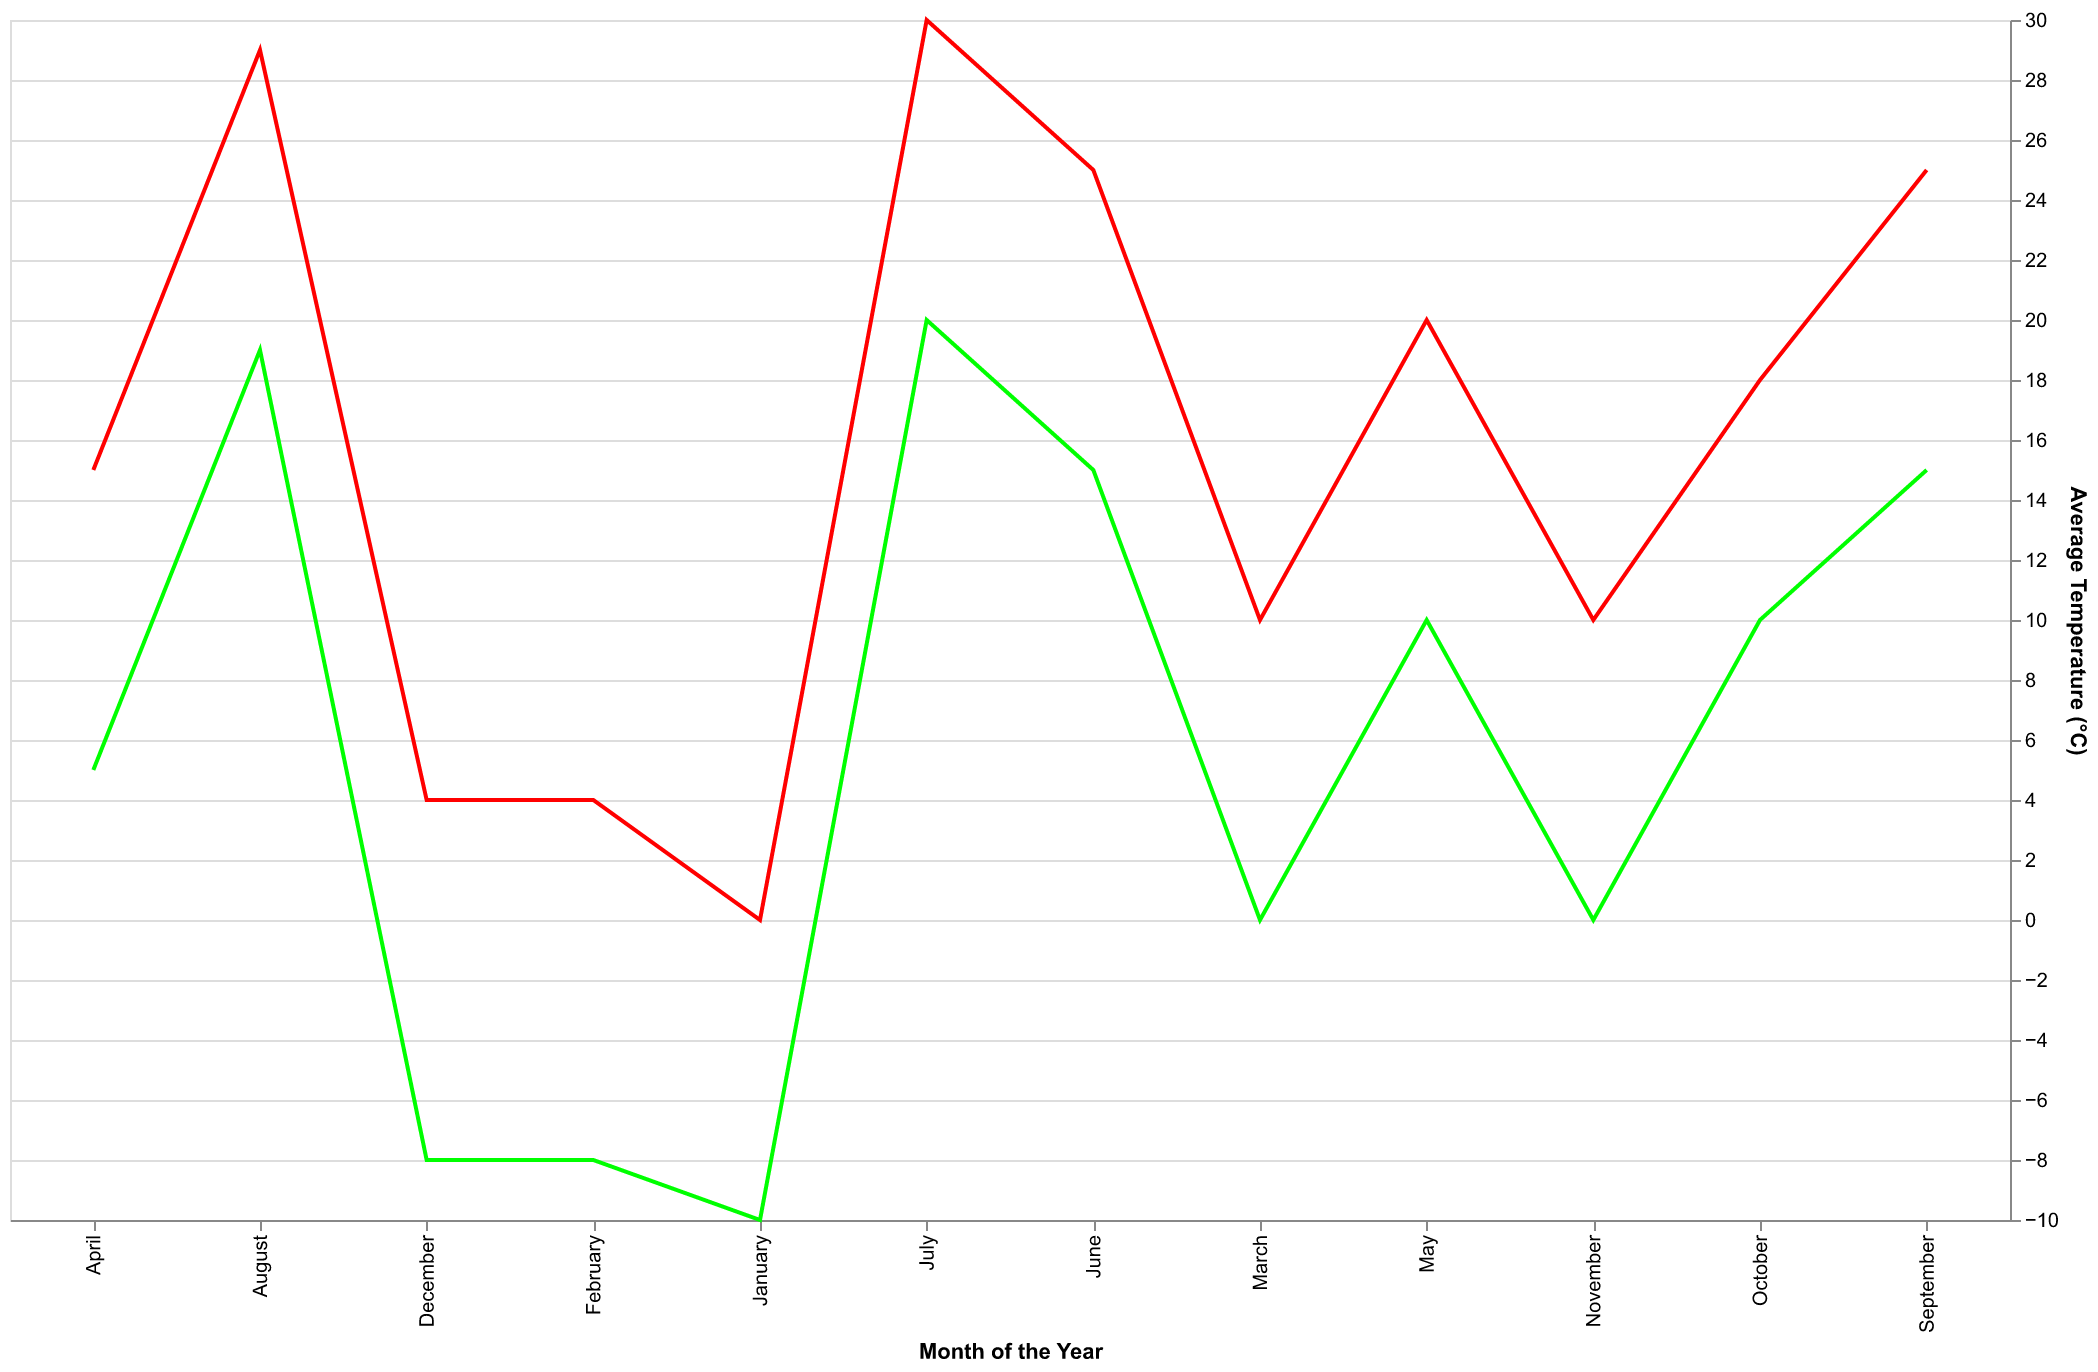 30
28
26
24
22
20
18
16
14
12
10
8
6
4
2
0
−2
−4
−6
−8
−10
Average Temperature (°C)
April
August
December
February
January
July
June
March
May
November
October
September
Month of the Year